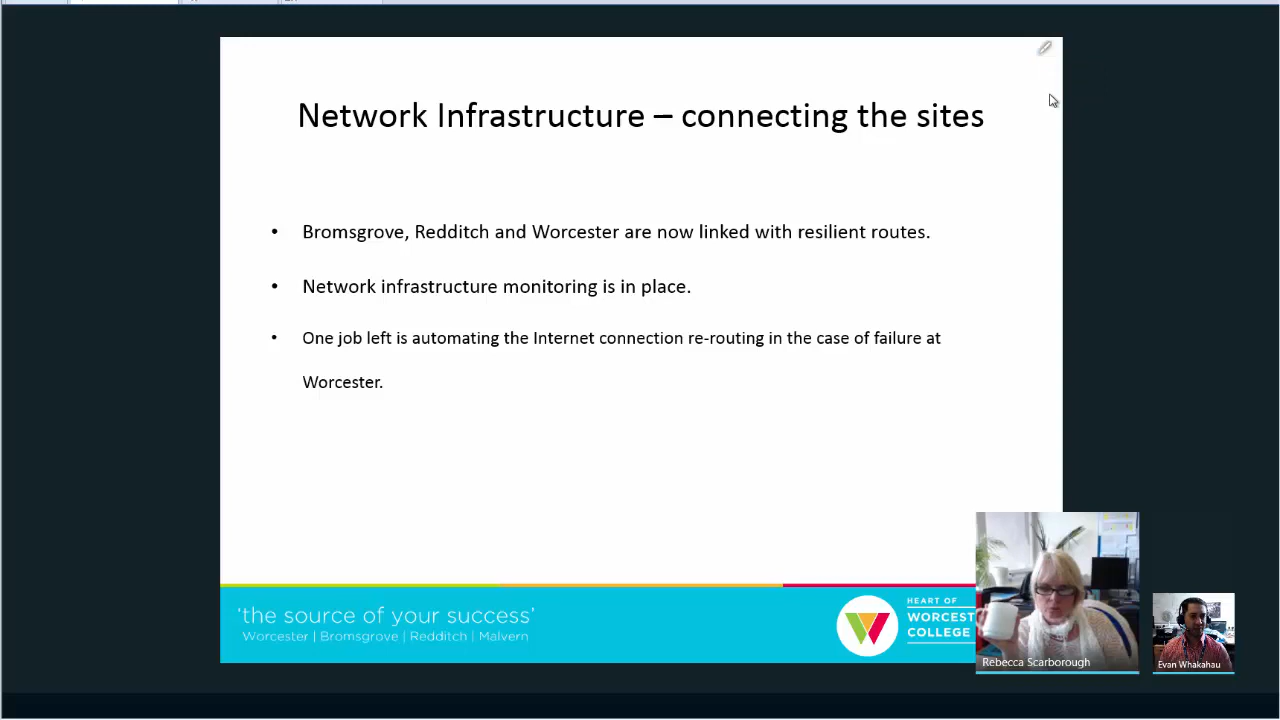 Network Infrastructure – connecting the sites
• Bromsgrove, Redditch and Worcester are now linked with resilient routes.
• Network infrastructure monitoring is in place.
• One job left is automating the Internet connection re-routing in the case of failure at
Worcester.
'the source of your success'
Worcester | Bromsgrove | Redditch | Malvern
HEART OF
WORCEST
COLLEGE
Rebecca Scarborough
Evan Whakahau